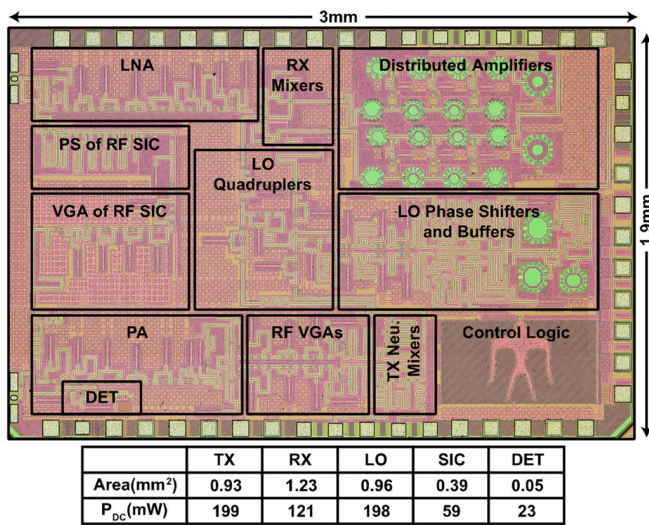 3mm
LNA
RX
Mixers
Distributed Amplifiers
PS of RF SIC
LO
Quadruplers
VGA of RF SIC
LO Phase Shifters
and Buffers
1.9mm
PA
DET
RF VGAs
TX Neu.
Mixers
Control Logic
TX RX LO SIC DET
Area(mm²) 0.93 1.23 0.96 0.39 0.05
P_DC(mW) 199 121 198 59 23